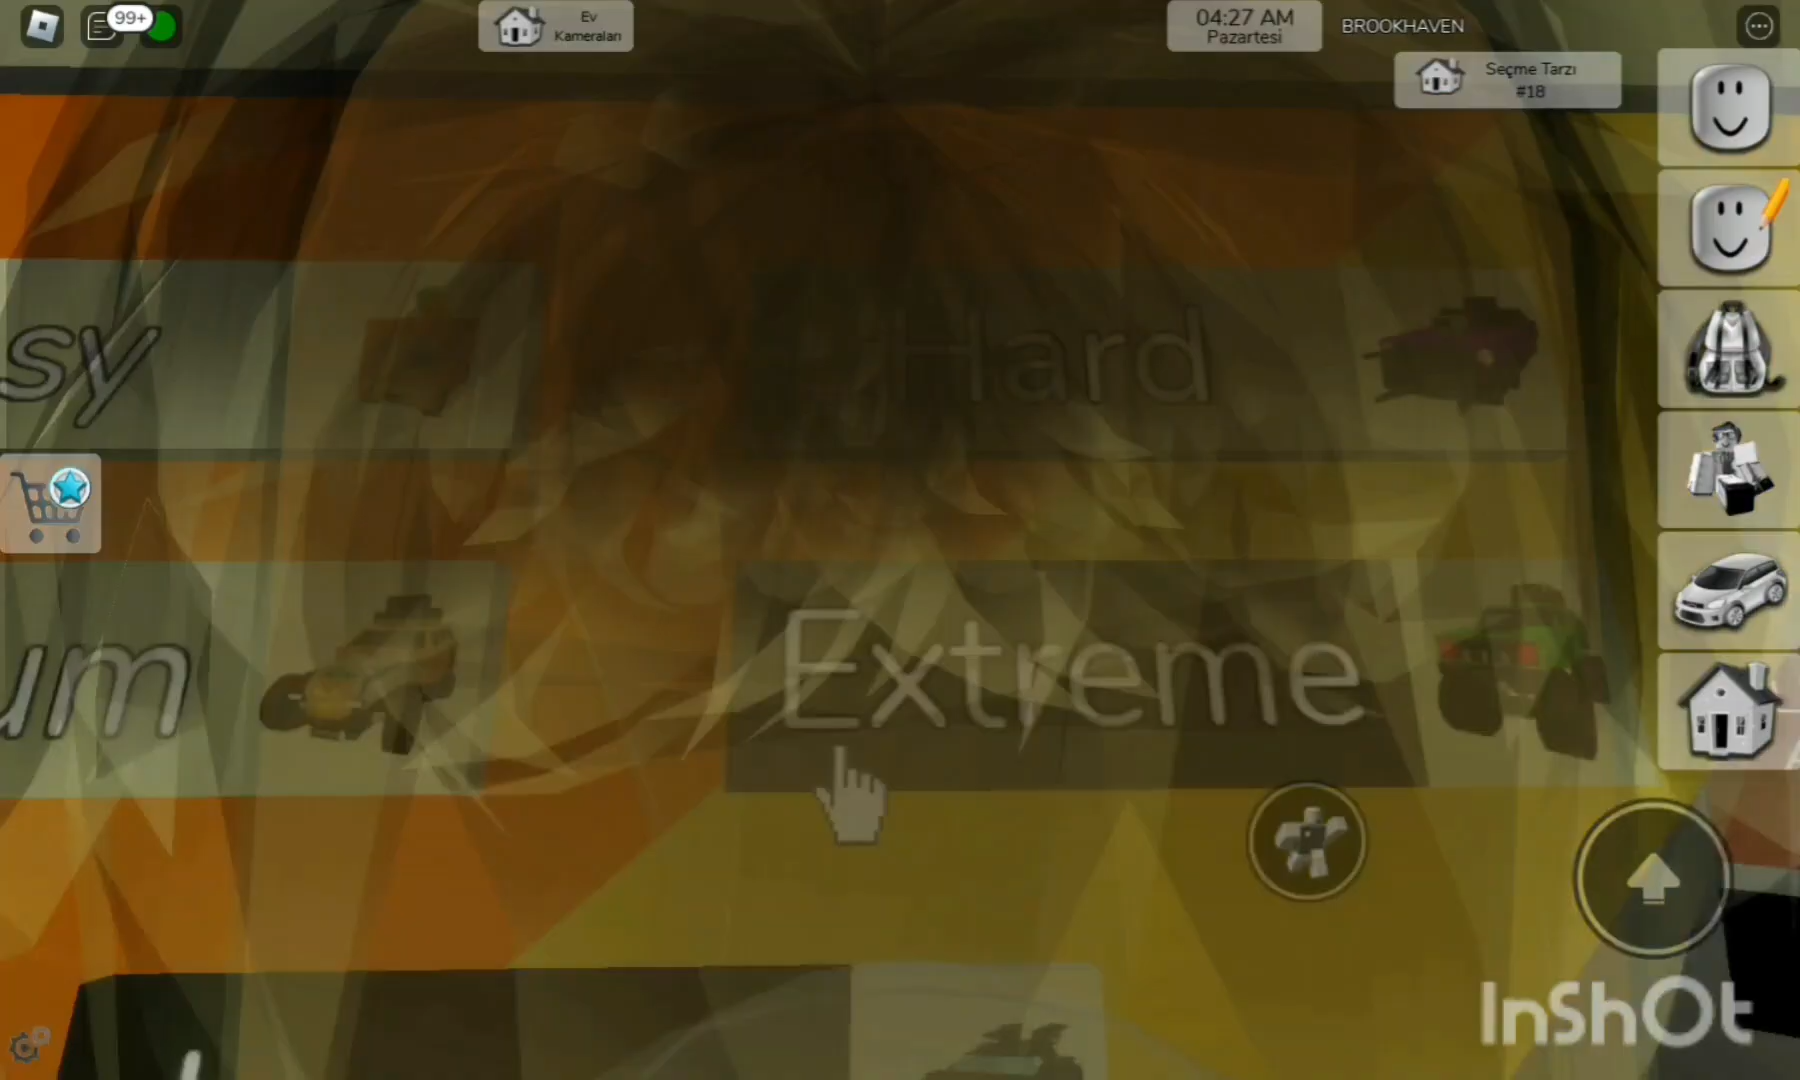 99+
Ev
Kameraları
04:27 AM
Pazartesi
BROOKHAVEN
Seçme Tarzı
#18
sy
Hard
um
Extreme
InShOt